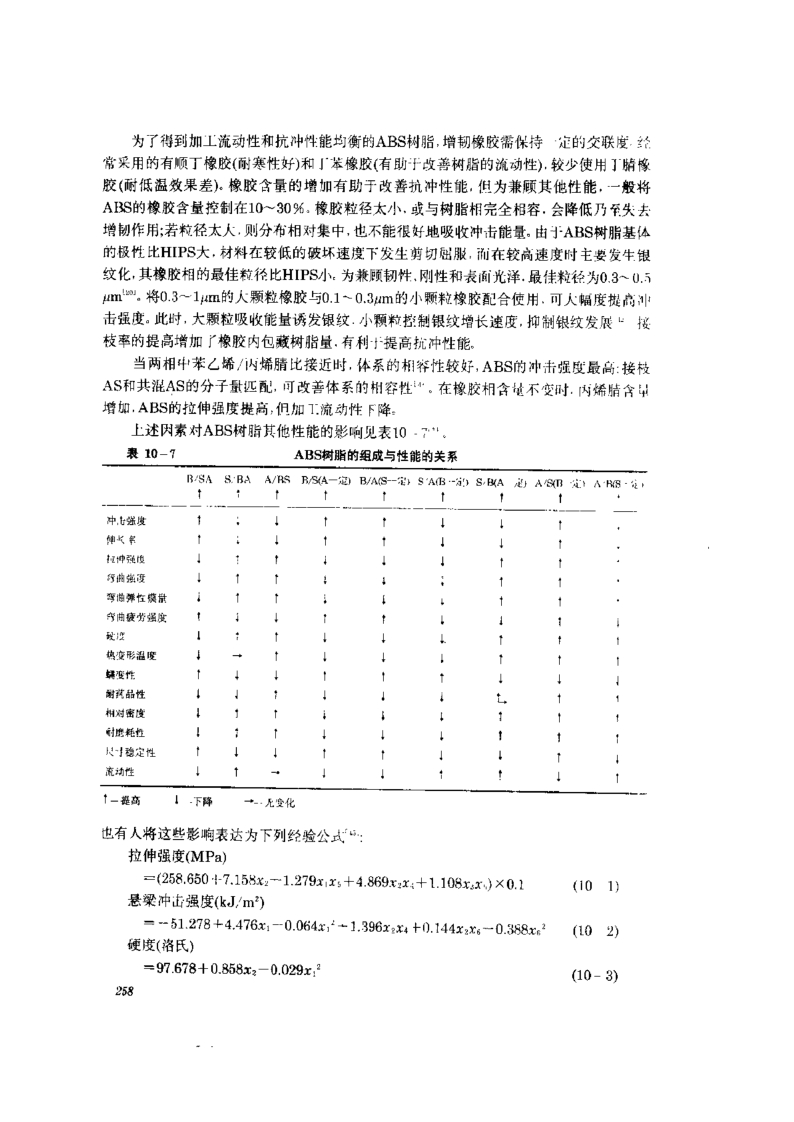 为了得到加工流动性和抗冲性能均衡的ABS树脂,增韧橡胶需保持一定的交联度.经
常采用的有顺丁橡胶(耐寒性好)和丁苯橡胶(有助于改善树脂的流动性),较少使用丁腈橡
胶(耐低温效果差)。橡胶含量的增加有助于改善抗冲性能,但为兼顾其他性能,一般将
ABS的橡胶含量控制在10~30%。橡胶粒径太小,或与树脂相完全相容,会降低乃至失去
增韧作用;若粒径太大,则分布相对集中,也不能很好地吸收冲击能量。由于ABS树脂基体
的极性比HIPS大,材料在较低的破坏速度下发生剪切屈服,而在较高速度时主要发生银
纹化,其橡胶相的最佳粒径比HIPS小;为兼顾韧性、刚性和表面光泽,最佳粒径为0.3~0.5
μm[20]。将0.3~1μm的大颗粒橡胶与0.1~0.3μm的小颗粒橡胶配合使用,可大幅度提高冲
击强度。此时,大颗粒吸收能量诱发银纹,小颗粒控制银纹增长速度,抑制银纹发展 接
枝率的提高增加了橡胶内包藏树脂量,有利于提高抗冲性能。
当两相中苯乙烯/丙烯腈比接近时,体系的相容性较好,ABS的冲击强度最高;接枝
AS和共混AS的分子量匹配,可改善体系的相容性。在橡胶相含量不变时,丙烯腈含量
增加,ABS的拉伸强度提高,但加工流动性下降。
上述因素对ABS树脂其他性能的影响见表10-7。
表 10-7 ABS树脂的组成与性能的关系
B/SA S/BA A/BS B/S(A一定) B/A(S一定) S/A(B一定) S/B(A一定) A/S(B一定) A/B(S一定)
↑ ↑ ↑ ↑ ↑ ↑ ↑ ↑
冲击强度 ↑ ↓ ↓ ↑ ↑ ↓ ↓ ↑
伸长率 ↑ ↓ ↓ ↑ ↑ ↓ ↓ ↑
拉伸强度 ↓ ↑ ↑ ↓ ↓ ↓ ↑ ↑
弯曲强度 ↓ ↑ ↑ ↓ ↓ ↓ ↑ ↑
弯曲弹性模量 ↓ ↑ ↑ ↓ ↓ ↓ ↑ ↑
弯曲疲劳强度 ↑ ↓ ↓ ↑ ↑ ↓ ↓ ↑ ↓
硬度 ↓ ↑ ↑ ↓ ↓ ↓ ↑ ↑ ↑
热变形温度 ↓ → ↑ ↓ ↓ ↓ ↑ ↑ ↑
蠕变性 ↑ ↓ ↓ ↑ ↑ ↑ ↓ ↓ ↓
耐药品性 ↓ ↓ ↑ ↓ ↓ ↓ ↑ ↑
相对密度 ↓ ↑ ↑ ↓ ↓ ↓ ↑ ↑ ↑
耐磨耗性 ↓ ↑ ↑ ↓ ↓ ↓ ↑ ↑ ↑
尺寸稳定性 ↑ ↓ ↓ ↑ ↑ ↓ ↓ ↑ ↓
流动性 ↓ ↑ → ↓ ↓ ↑ ↑ ↓ ↑
↑—提高 ↓—下降 →—无变化
也有人将这些影响表达为下列经验公式:
拉伸强度(MPa)
=(258.650+7.158x₂-1.279x₁x₅+4.869x₂x₃+1.108x₄x₅)×0.1 (10 1)
悬梁冲击强度(kJ/m²)
=-51.278+4.476x₁-0.064x₁²-1.396x₂x₄+0.144x₂x₆-0.388x₆² (10 2)
硬度(洛氏)
=97.678+0.858x₂-0.029x₁² (10-3)
258